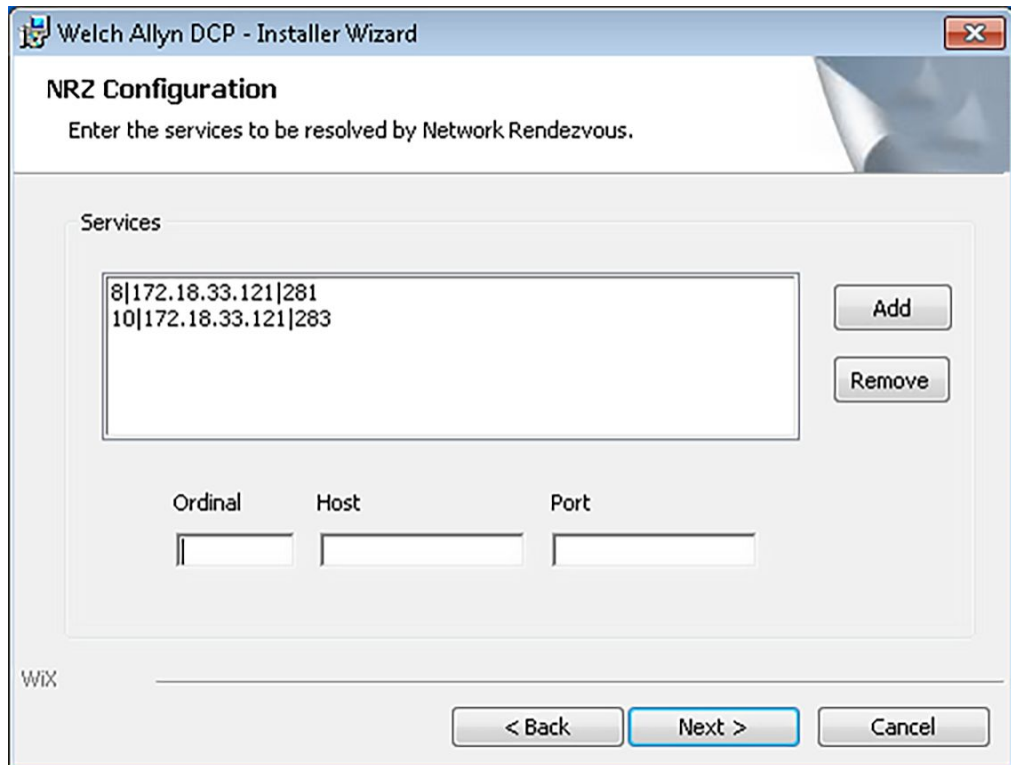 Welch Allyn DCP - Installer Wizard
NRZ Configuration
Enter the services to be resolved by Network Rendezvous.
Services
8|172.18.33.121|281
10|172.18.33.121|283
Add
Remove
Ordinal Host Port
WiX
< Back Next > Cancel